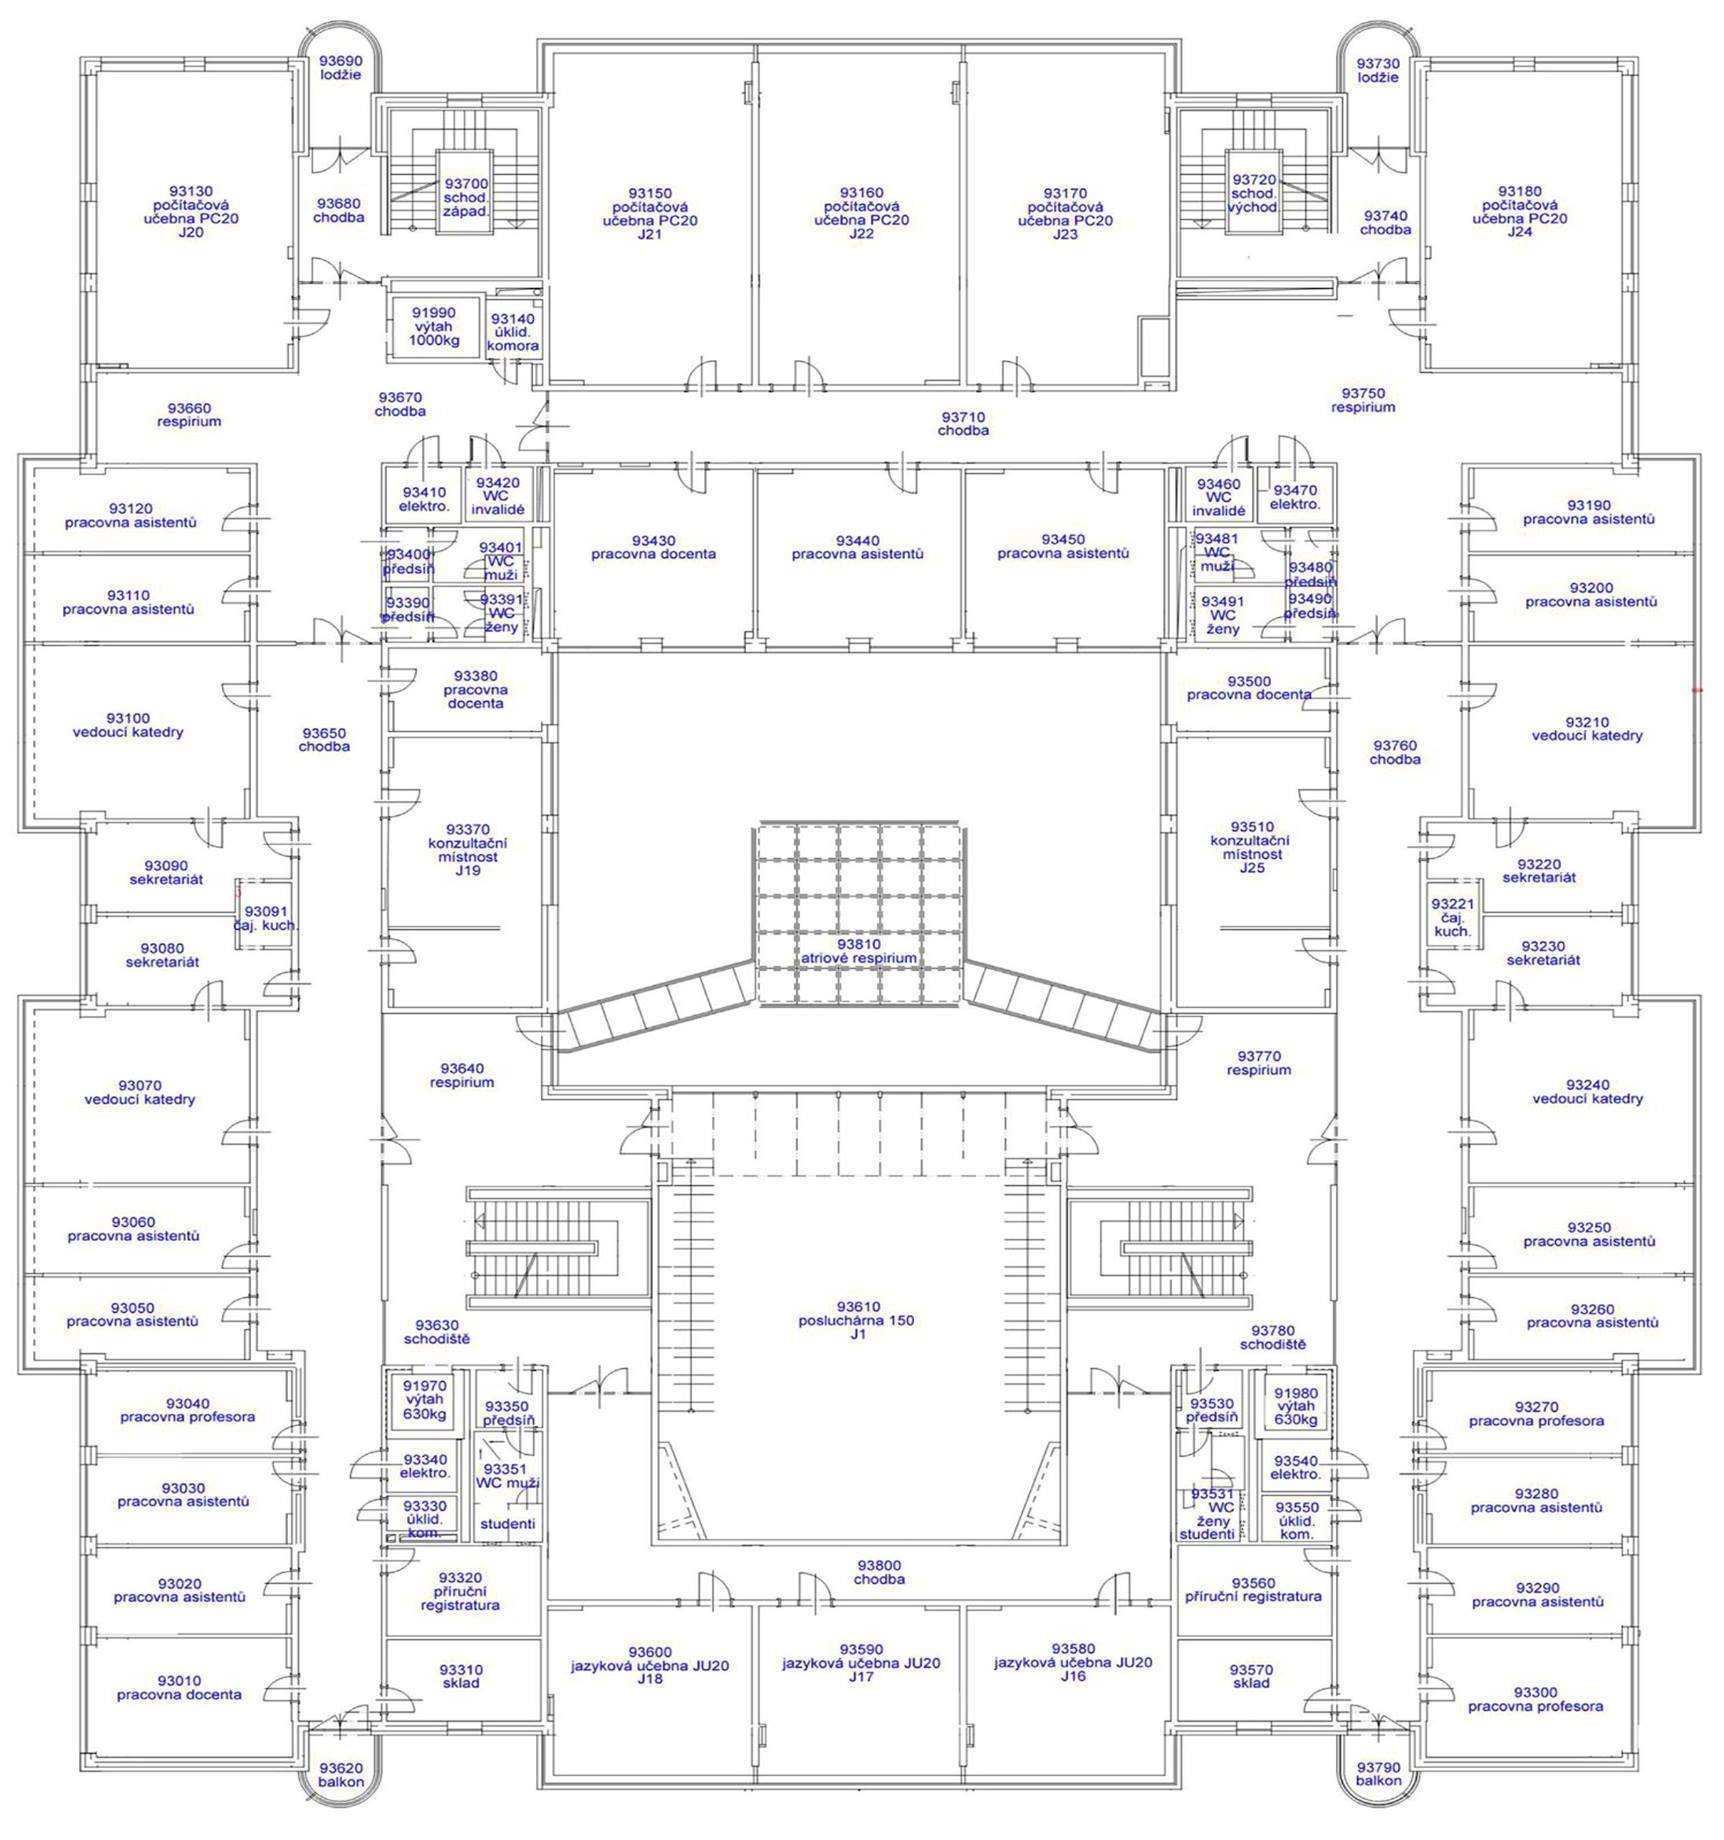 93690
lodžie
93730
lodžie
93130
počítačová
učebna PC20
J20
93680
chodba
93700
schod.
západ.
93150
počítačová
učebna PC20
J21
93160
počítačová
učebna PC20
J22
93170
počítačová
učebna PC20
J23
93720
schod.
východ.
93740
chodba
93180
počítačová
učebna PC20
J24
91990
výtah
1000kg
93140
úklid.
komora
93660
respirium
93670
chodba
93710
chodba
93750
respirium
93120
pracovna asistentů
93410
elektro.
93420
WC
invalidé
93460
WC
invalidé
93470
elektro.
93190
pracovna asistentů
93400
předsíň
93401
WC
muži
93430
pracovna docenta
93440
pracovna asistentů
93450
pracovna asistentů
93481
WC
muži
93480
předsíň
93110
pracovna asistentů
93390
předsíň
93391
WC
ženy
93491
WC
ženy
93490
předsíň
93200
pracovna asistentů
93100
vedoucí katedry
93650
chodba
93380
pracovna
docenta
93500
pracovna docenta
93760
chodba
93210
vedoucí katedry
93090
sekretariát
93370
konzultační
místnost
J19
93510
konzultační
místnost
J25
93220
sekretariát
93091
čaj. kuch.
93221
čaj.
kuch.
93080
sekretariát
93810
atriové respirium
93230
sekretariát
93070
vedoucí katedry
93640
respirium
93770
respirium
93240
vedoucí katedry
93060
pracovna asistentů
93250
pracovna asistentů
93050
pracovna asistentů
93630
schodiště
93610
posluchárna 150
J1
93780
schodiště
93260
pracovna asistentů
93040
pracovna profesora
91970
výtah
630kg
93350
předsíň
93530
předsíň
91980
výtah
630kg
93270
pracovna profesora
93030
pracovna asistentů
93340
elektro.
93351
WC muži
studenti
93330
úklid.
kom.
93531
WC
ženy
studenti
93540
elektro.
93550
úklid.
kom.
93280
pracovna asistentů
93020
pracovna asistentů
93320
příruční
registratura
93800
chodba
93560
příruční registratura
93290
pracovna asistentů
93010
pracovna docenta
93310
sklad
93600
jazyková učebna JU20
J18
93590
jazyková učebna JU20
J17
93580
jazyková učebna JU20
J16
93570
sklad
93300
pracovna profesora
93620
balkon
93790
balkon